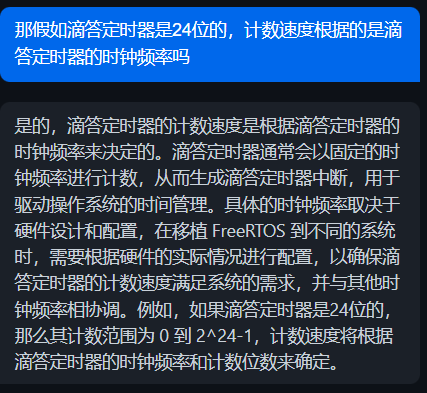 那假如滴答定时器是24位的，计数速度根据的是滴
答定时器的时钟频率吗
是的，滴答定时器的计数速度是根据滴答定时器的
时钟频率来决定的。滴答定时器通常会以固定的时
钟频率进行计数，从而生成滴答定时器中断，用于
驱动操作系统的时间管理。具体的时钟频率取决于
硬件设计和配置，在移植 FreeRTOS 到不同的系统
时，需要根据硬件的实际情况进行配置，以确保滴
答定时器的计数速度满足系统的需求，并与其他时
钟频率相协调。例如，如果滴答定时器是24位的，
那么其计数范围为 0 到 2^24-1，计数速度将根据
滴答定时器的时钟频率和计数位数来确定。